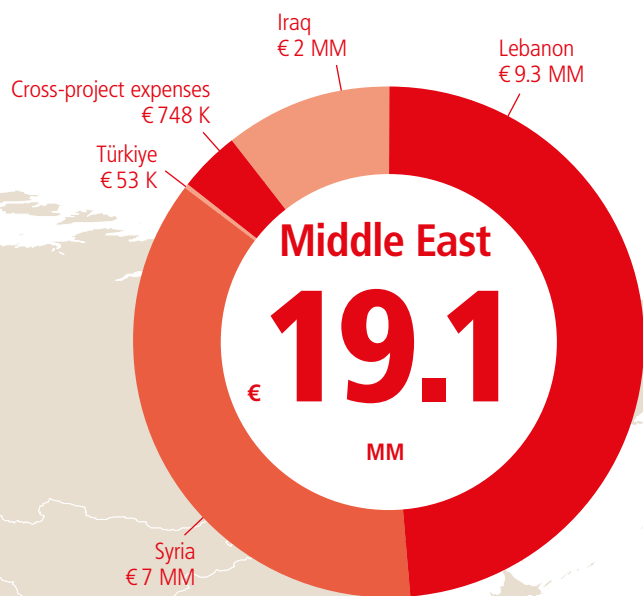 Iraq
€ 2 MM
Lebanon
€ 9.3 MM
Cross-project expenses
€ 748 K
Türkiye
€ 53 K
Middle East
€ 19.1
MM
Syria
€ 7 MM